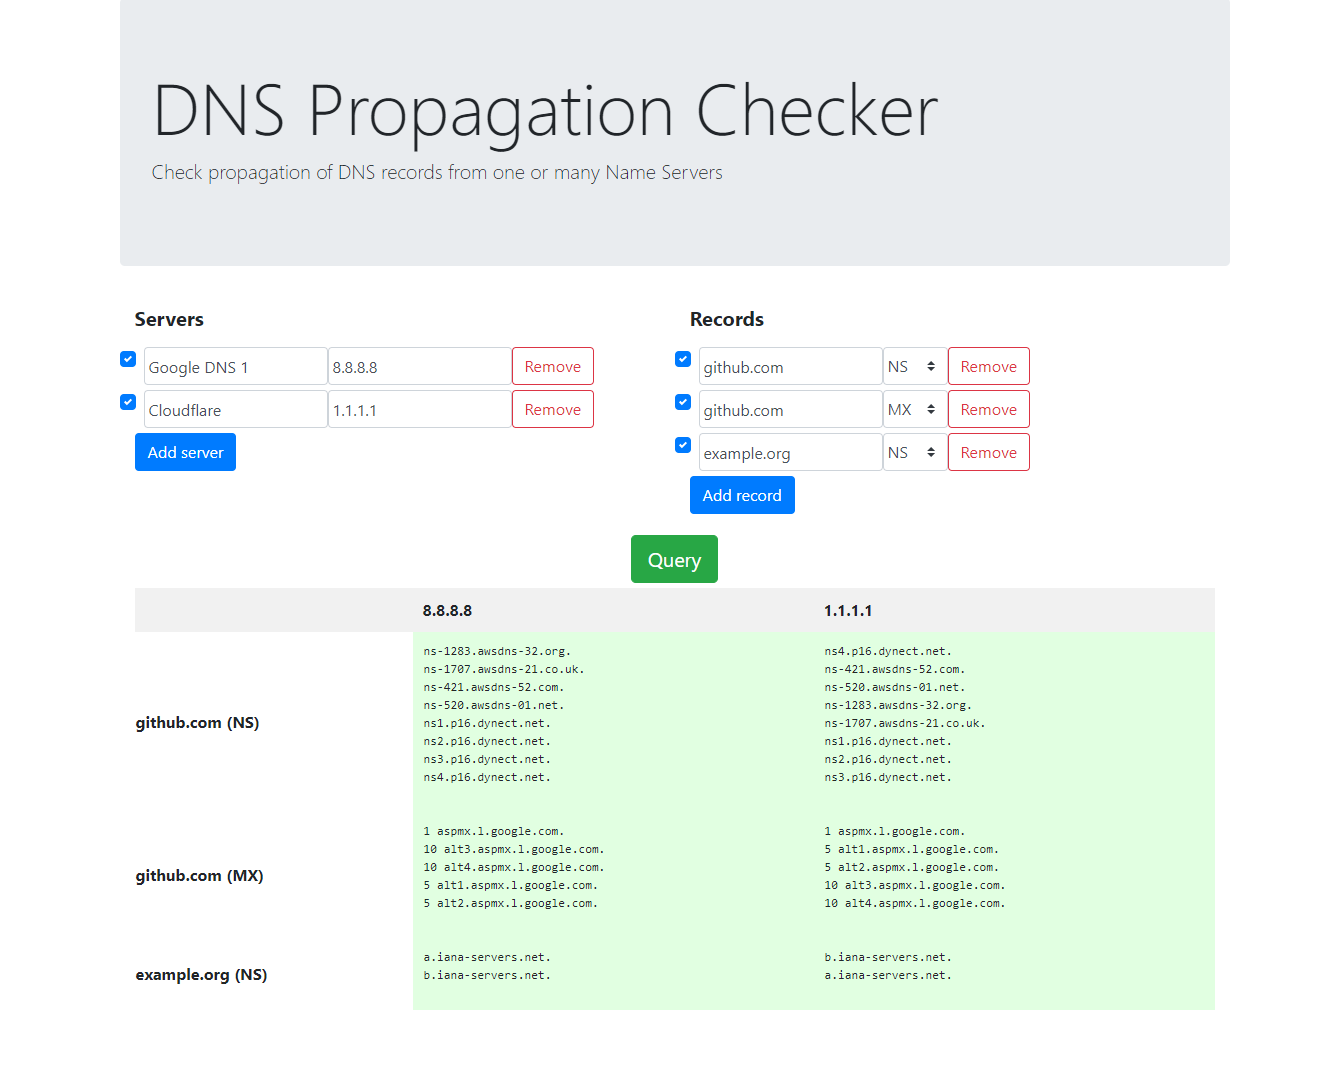 DNS Propagation Checker
Check propagation of DNS records from one or many Name Servers
Servers
Google DNS 1 8.8.8.8 Remove
Cloudflare 1.1.1.1 Remove
Add server
Records
github.com NS Remove
github.com MX Remove
example.org NS Remove
Add record
Query
8.8.8.8 1.1.1.1
github.com (NS)
ns-1283.awsdns-32.org.
ns-1707.awsdns-21.co.uk.
ns-421.awsdns-52.com.
ns-520.awsdns-01.net.
ns1.p16.dynect.net.
ns2.p16.dynect.net.
ns3.p16.dynect.net.
ns4.p16.dynect.net.
ns4.p16.dynect.net.
ns-421.awsdns-52.com.
ns-520.awsdns-01.net.
ns-1283.awsdns-32.org.
ns-1707.awsdns-21.co.uk.
ns1.p16.dynect.net.
ns2.p16.dynect.net.
ns3.p16.dynect.net.
github.com (MX)
1 aspmx.l.google.com.
10 alt3.aspmx.l.google.com.
10 alt4.aspmx.l.google.com.
5 alt1.aspmx.l.google.com.
5 alt2.aspmx.l.google.com.
1 aspmx.l.google.com.
5 alt1.aspmx.l.google.com.
5 alt2.aspmx.l.google.com.
10 alt3.aspmx.l.google.com.
10 alt4.aspmx.l.google.com.
example.org (NS)
a.iana-servers.net.
b.iana-servers.net.
b.iana-servers.net.
a.iana-servers.net.